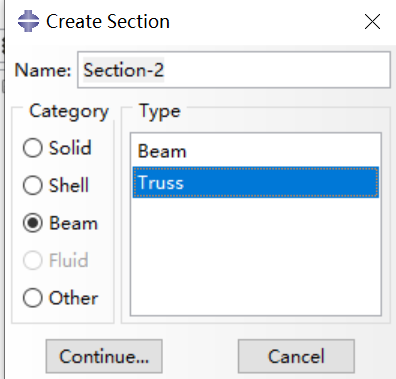 Create Section
Name: Section-2
Category
Type
Solid
Shell
Beam
Fluid
Other
Beam
Truss
Continue...
Cancel